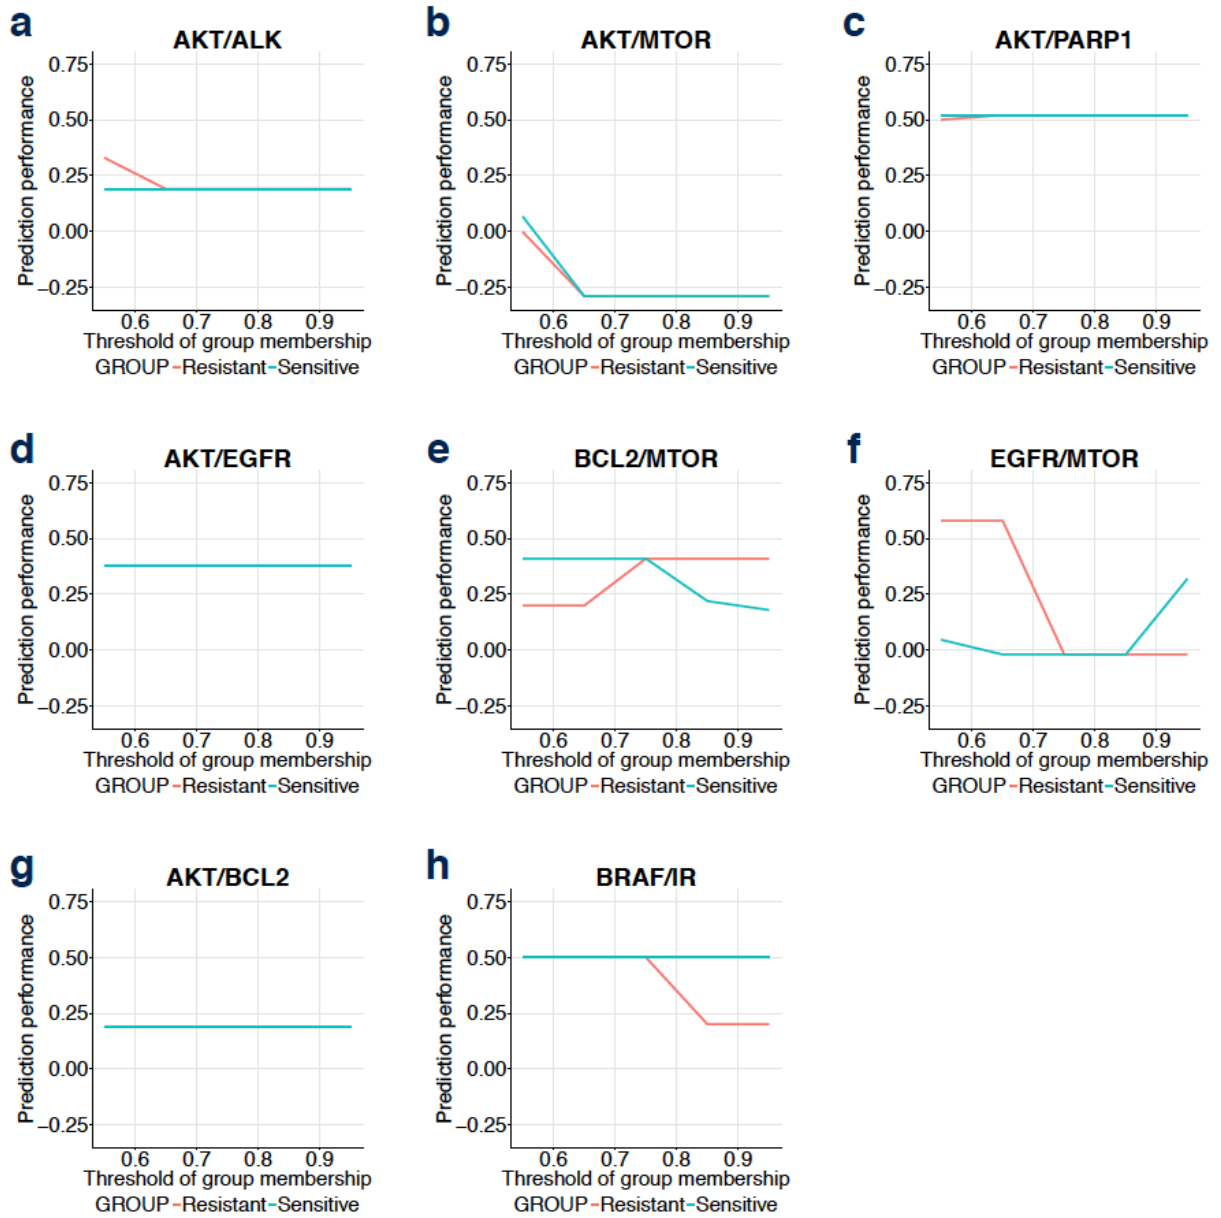 a
AKT/ALK
Prediction performance
0.75
0.50
0.25
0.00
−0.25
0.6 0.7 0.8 0.9
Threshold of group membership
GROUP Resistant Sensitive
b
AKT/MTOR
Prediction performance
0.75
0.50
0.25
0.00
−0.25
0.6 0.7 0.8 0.9
Threshold of group membership
GROUP Resistant Sensitive
c
AKT/PARP1
Prediction performance
0.75
0.50
0.25
0.00
−0.25
0.6 0.7 0.8 0.9
Threshold of group membership
GROUP Resistant Sensitive
d
AKT/EGFR
Prediction performance
0.75
0.50
0.25
0.00
−0.25
0.6 0.7 0.8 0.9
Threshold of group membership
GROUP Resistant Sensitive
e
BCL2/MTOR
Prediction performance
0.75
0.50
0.25
0.00
−0.25
0.6 0.7 0.8 0.9
Threshold of group membership
GROUP Resistant Sensitive
f
EGFR/MTOR
Prediction performance
0.75
0.50
0.25
0.00
−0.25
0.6 0.7 0.8 0.9
Threshold of group membership
GROUP Resistant Sensitive
g
AKT/BCL2
Prediction performance
0.75
0.50
0.25
0.00
−0.25
0.6 0.7 0.8 0.9
Threshold of group membership
GROUP Resistant Sensitive
h
BRAF/IR
Prediction performance
0.75
0.50
0.25
0.00
−0.25
0.6 0.7 0.8 0.9
Threshold of group membership
GROUP Resistant Sensitive